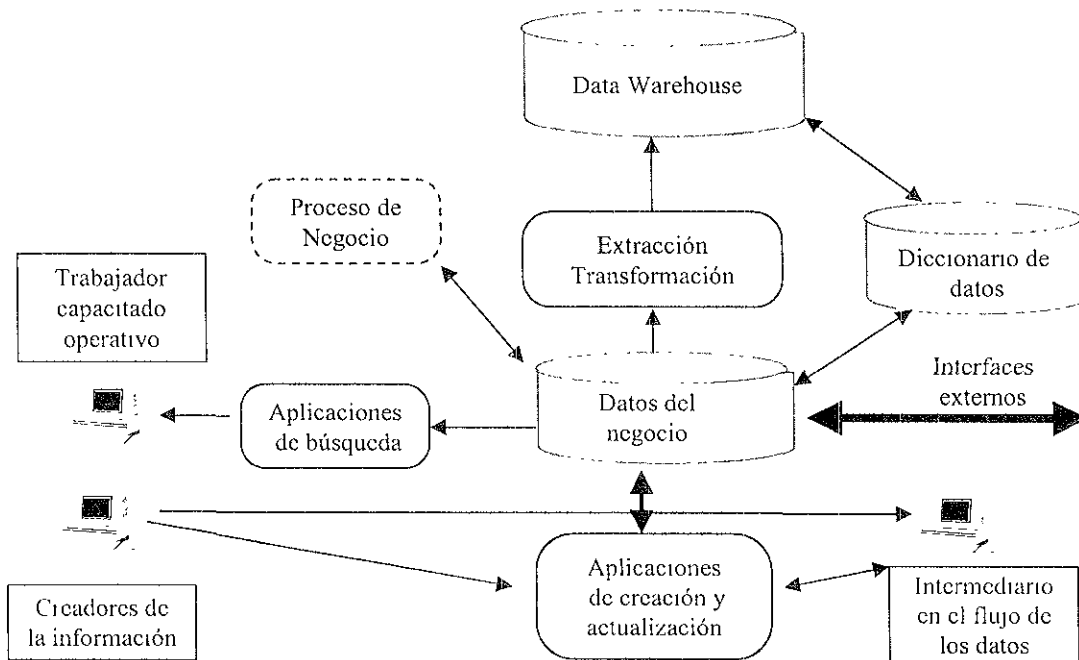 Data Warehouse
Proceso de
Negocio
Extracción
Transformación
Diccionario de
datos
Trabajador
capacitado
operativo
Interfaces
externos
Aplicaciones
de búsqueda
Datos del
negocio
Aplicaciones
de creación y
actualización
Creadores de
la información
Intermediario
en el flujo de
los datos